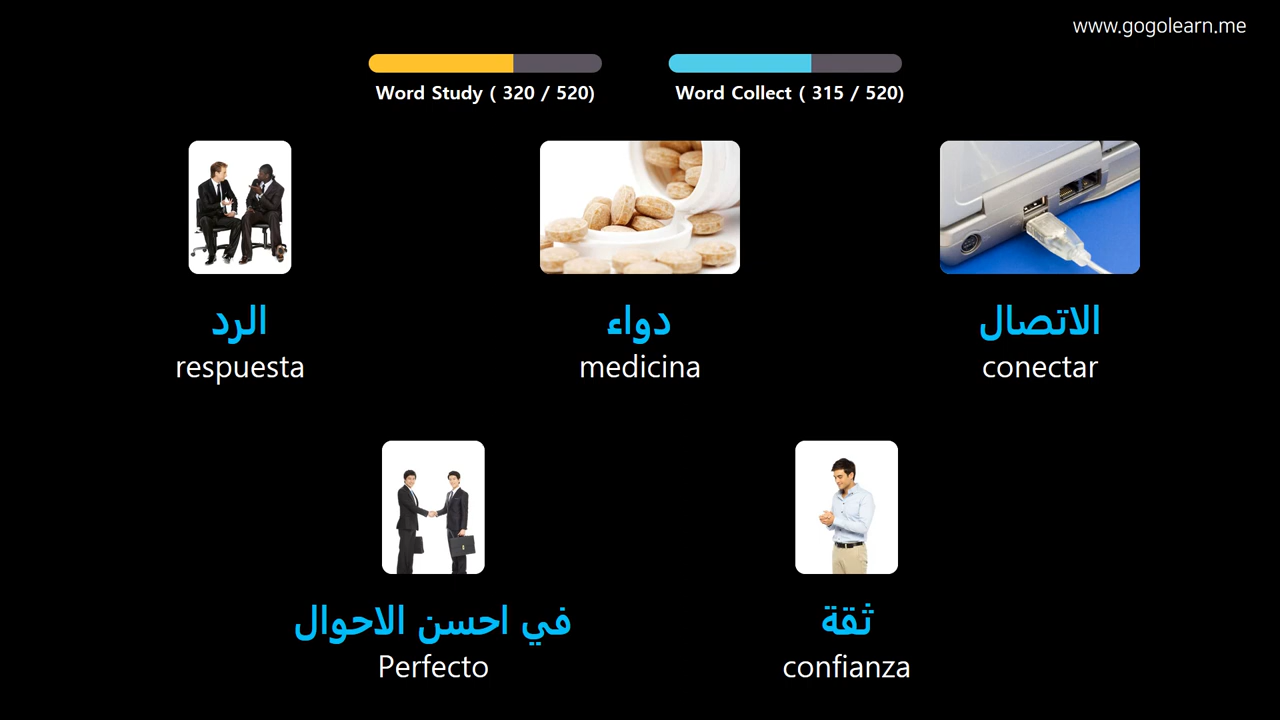 www.gogolearn.me
Word Study ( 320 / 520)
Word Collect ( 315 / 520)
الرد
respuesta
دواء
medicina
الاتصال
conectar
في احسن الاحوال
Perfecto
ثقة
confianza